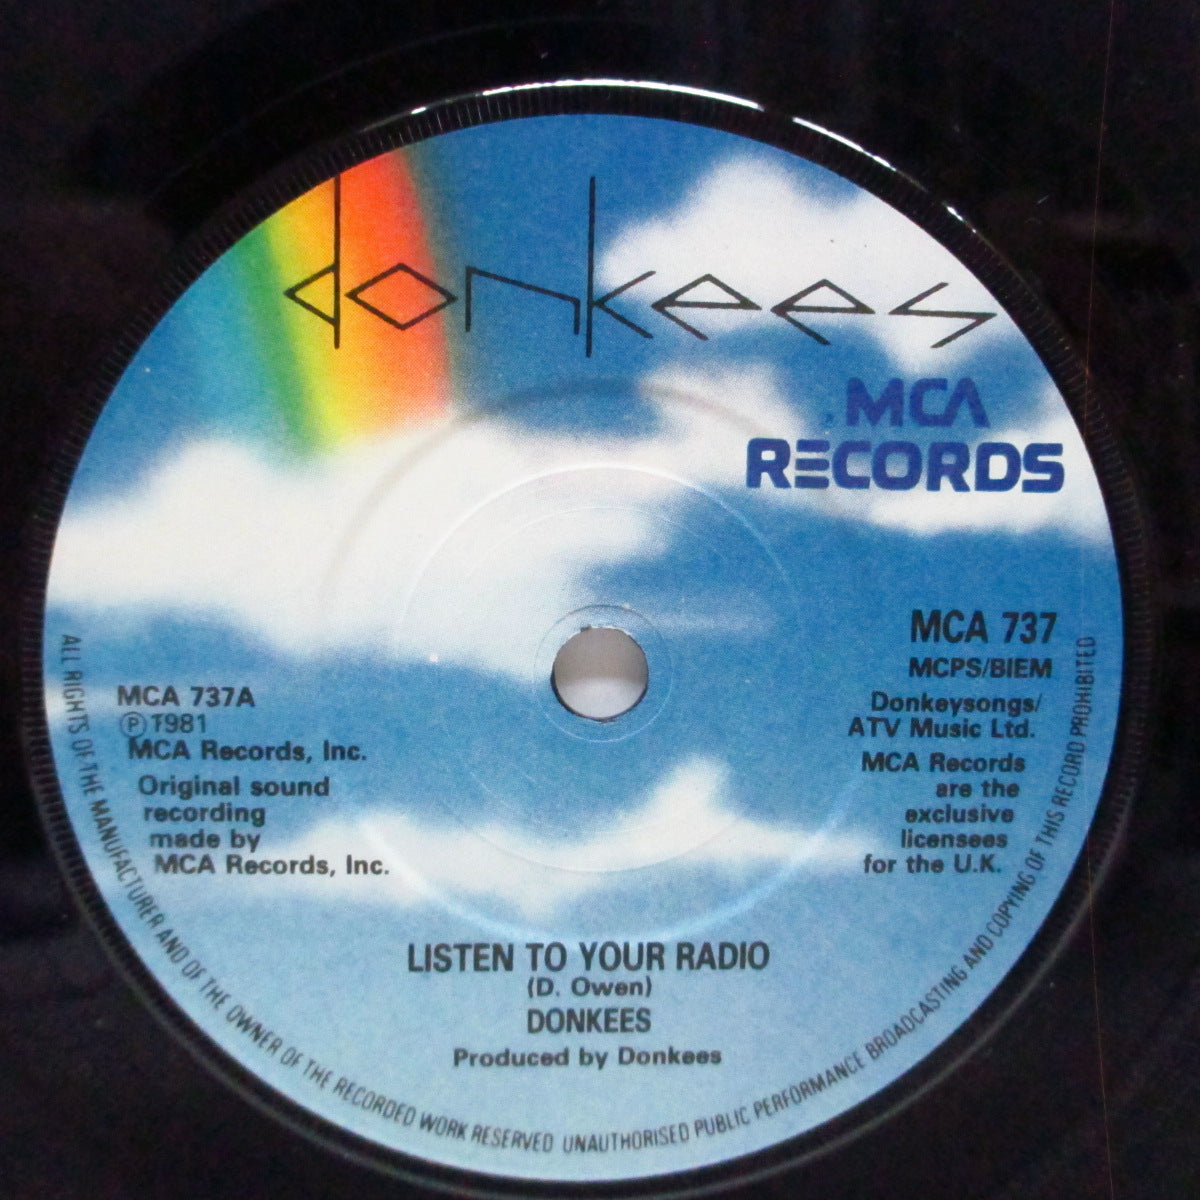 donkees
MCA
RECORDS
MCA 737
MCPS/BIEM
Donkeysongs/
ATV Music Ltd.
MCA Records
are the
exclusive
licensees
for the U.K.
MCA 737A
Ⓟ 1981
MCA Records, Inc.
Original sound
recording
made by
MCA Records, Inc.
LISTEN TO YOUR RADIO
(D. Owen)
DONKEES
Produced by Donkees
ALL RIGHTS OF THE MANUFACTURER AND OF THE OWNER OF THE RECORDED WORK RESERVED UNAUTHORISED PUBLIC PERFORMANCE BROADCASTING AND COPYING OF THIS RECORD PROHIBITED